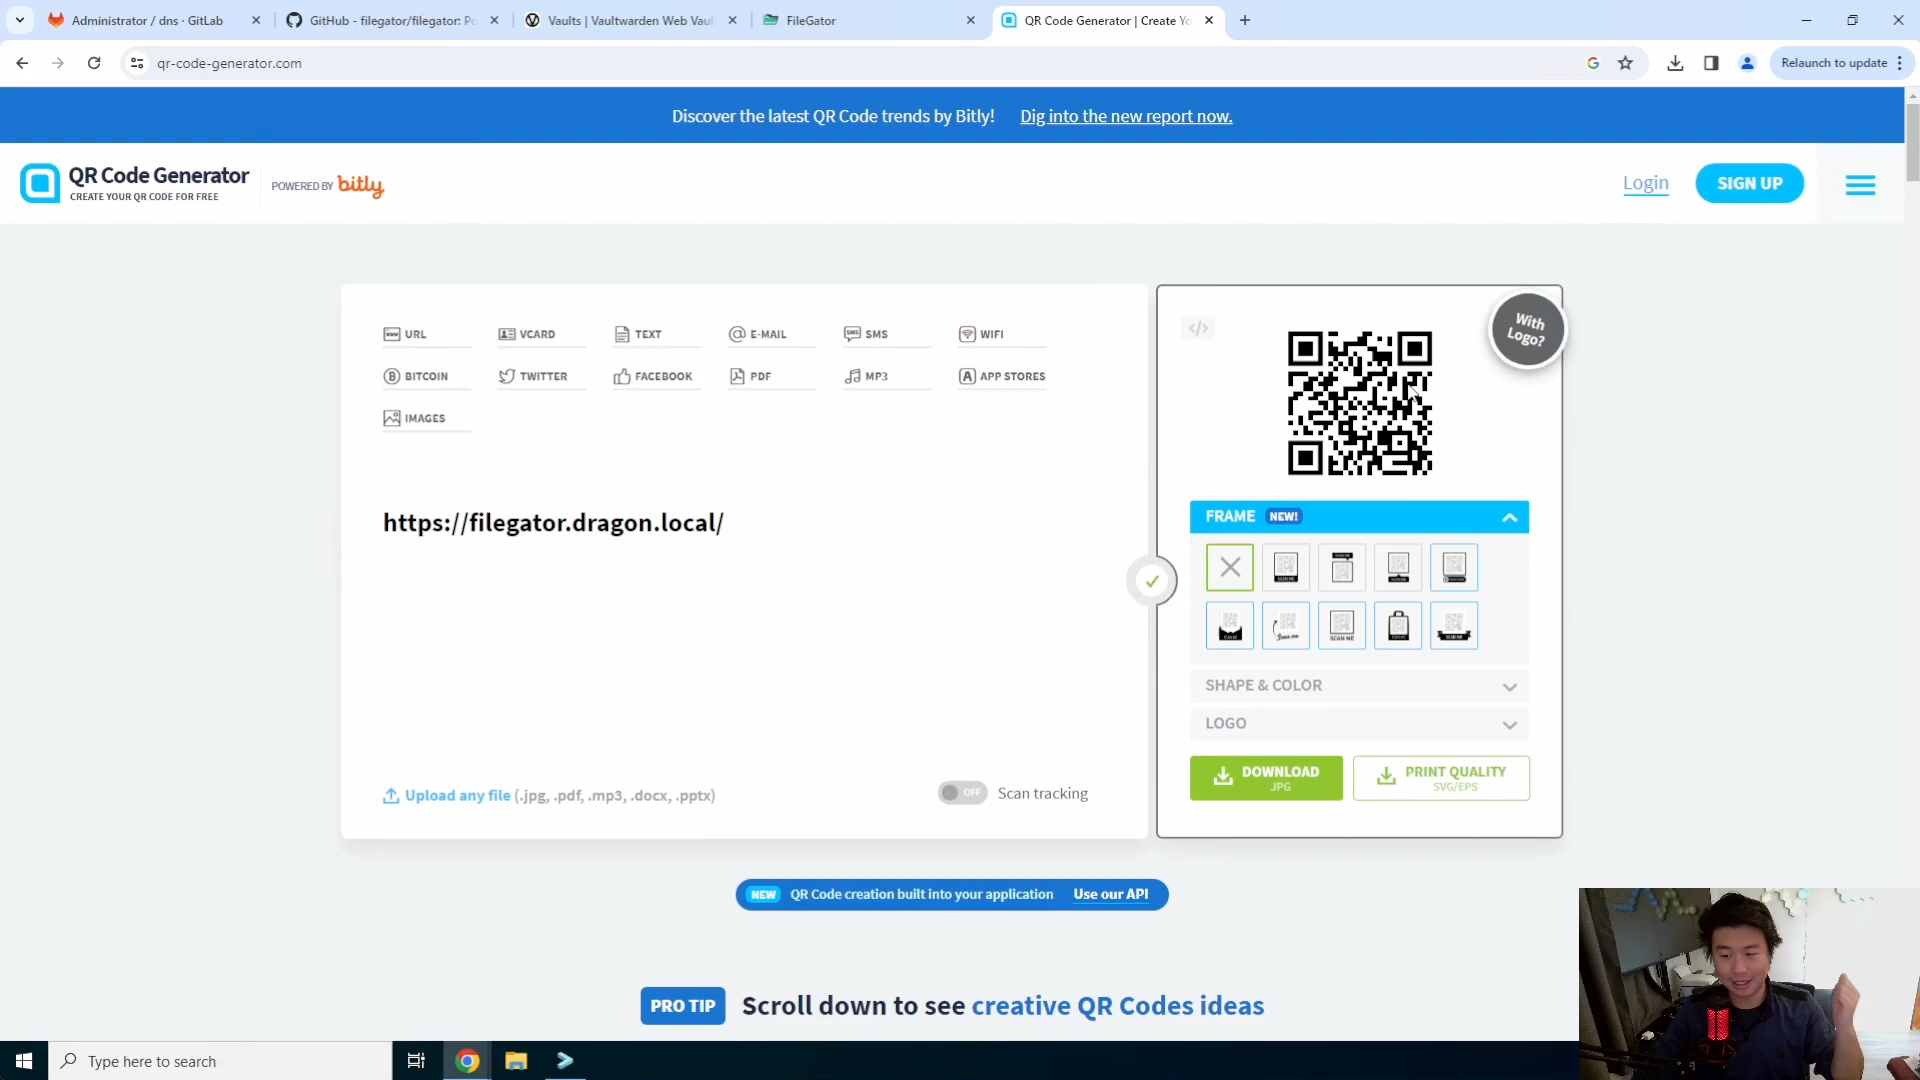 Administrator / dns · GitLab
GitHub - filegator/filegator: Po
Vaults | Vaultwarden Web Vaul
FileGator
QR Code Generator | Create Yo
qr-code-generator.com
Relaunch to update
Discover the latest QR Code trends by Bitly! Dig into the new report now.
QR Code Generator
CREATE YOUR QR CODE FOR FREE
POWERED BY bitly
Login
SIGN UP
URL
VCARD
TEXT
E-MAIL
SMS
WIFI
BITCOIN
TWITTER
FACEBOOK
PDF
MP3
APP STORES
IMAGES
https://filegator.dragon.local/
Upload any file (.jpg, .pdf, .mp3, .docx, .pptx)
OFF
Scan tracking
With
Logo?
FRAME NEW!
SCAN ME
SHAPE & COLOR
LOGO
DOWNLOAD
JPG
PRINT QUALITY
SVG/EPS
NEW QR Code creation built into your application Use our API
PRO TIP Scroll down to see creative QR Codes ideas
Type here to search